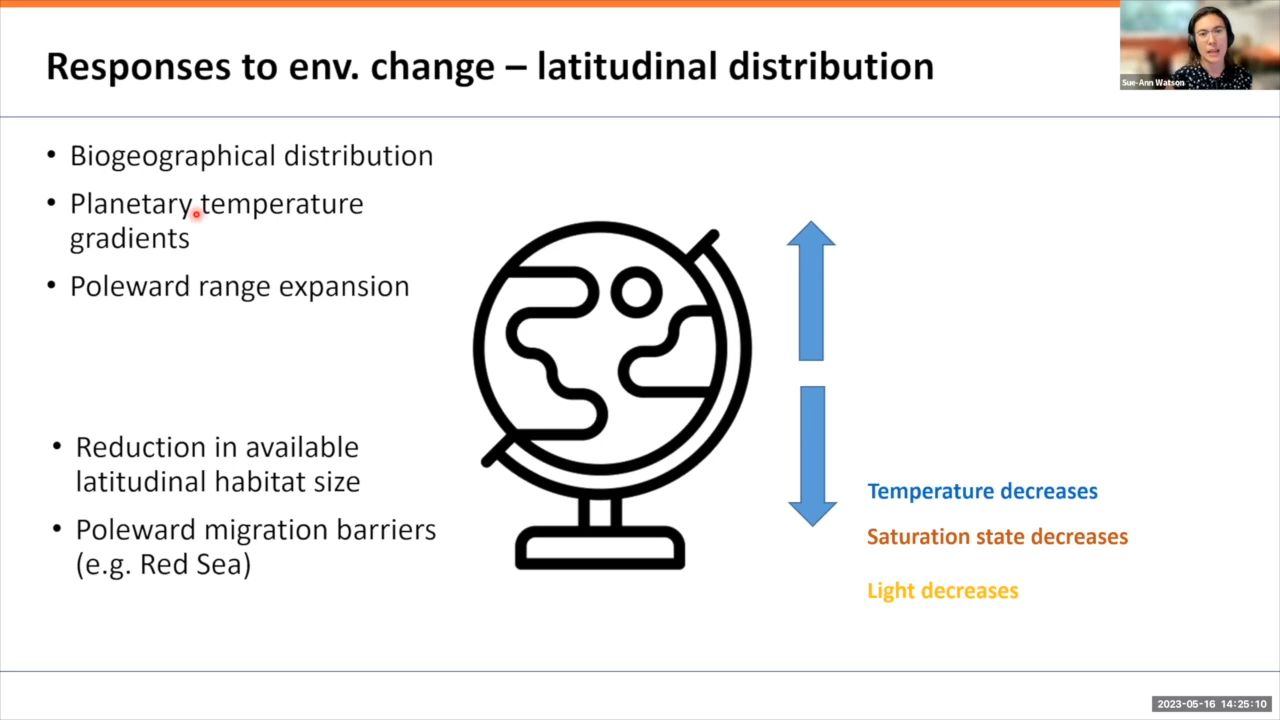 Responses to env. change – latitudinal distribution
Sue-Ann Watson
• Biogeographical distribution
• Planetary temperature
gradients
• Poleward range expansion
• Reduction in available
latitudinal habitat size
• Poleward migration barriers
(e.g. Red Sea)
Temperature decreases
Saturation state decreases
Light decreases
2023-05-16 14:25:10